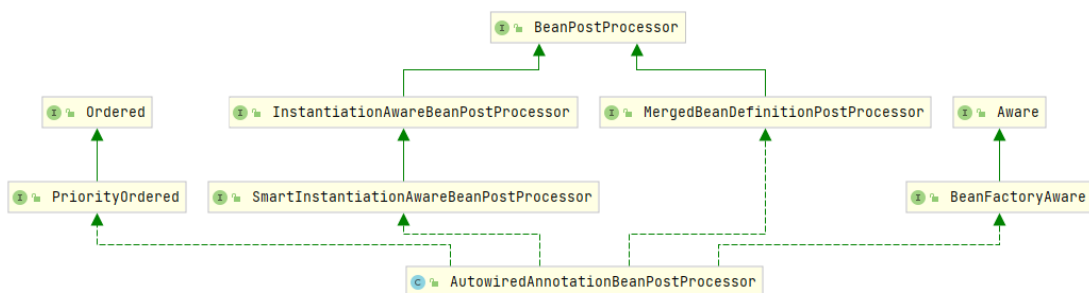 I BeanPostProcessor
I Ordered
I InstantiationAwareBeanPostProcessor
I MergedBeanDefinitionPostProcessor
I Aware
I PriorityOrdered
I SmartInstantiationAwareBeanPostProcessor
I BeanFactoryAware
C AutowiredAnnotationBeanPostProcessor